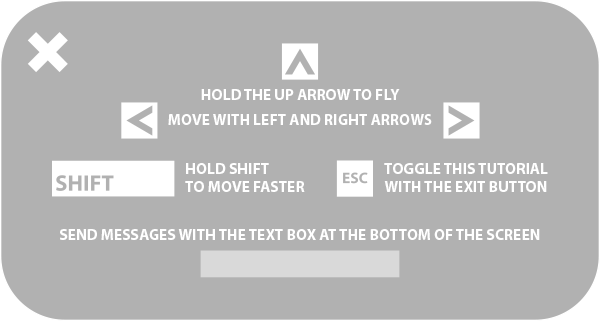 HOLD THE UP ARROW TO FLY
MOVE WITH LEFT AND RIGHT ARROWS
SHIFT
HOLD SHIFT
TO MOVE FASTER
ESC
TOGGLE THIS TUTORIAL
WITH THE EXIT BUTTON
SEND MESSAGES WITH THE TEXT BOX AT THE BOTTOM OF THE SCREEN